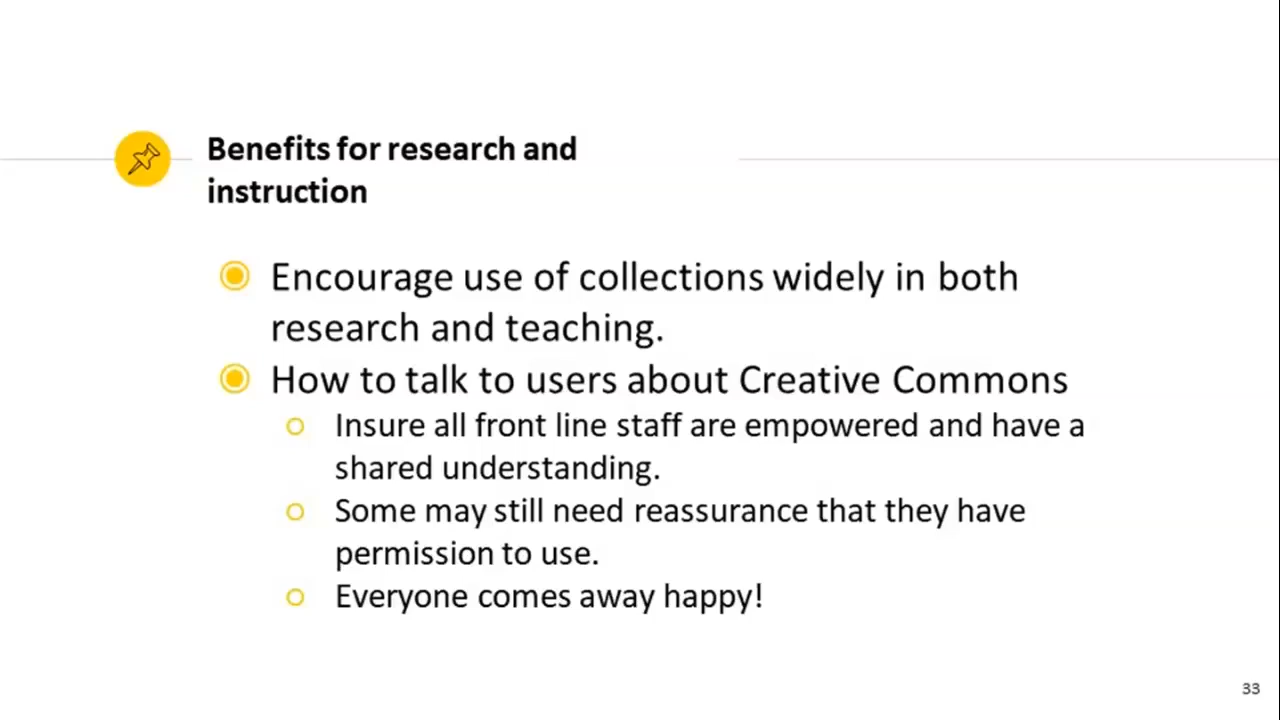 Benefits for research and
instruction
Encourage use of collections widely in both
research and teaching.
How to talk to users about Creative Commons
Insure all front line staff are empowered and have a
shared understanding.
Some may still need reassurance that they have
permission to use.
Everyone comes away happy!
33